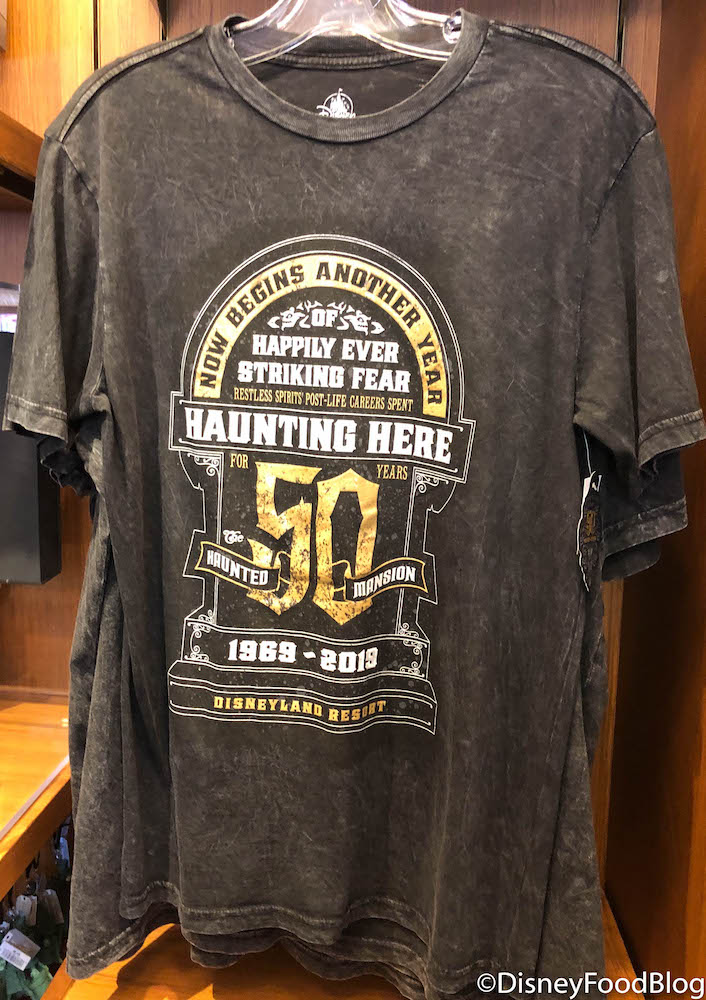 NOW BEGINS ANOTHER YEAR
OF
HAPPILY EVER
STRIKING FEAR
RESTLESS SPIRITS' POST-LIFE CAREERS SPENT
HAUNTING HERE
FOR 50 YEARS
The
HAUNTED MANSION
1969 - 2019
DISNEYLAND RESORT
©DisneyFoodBlog